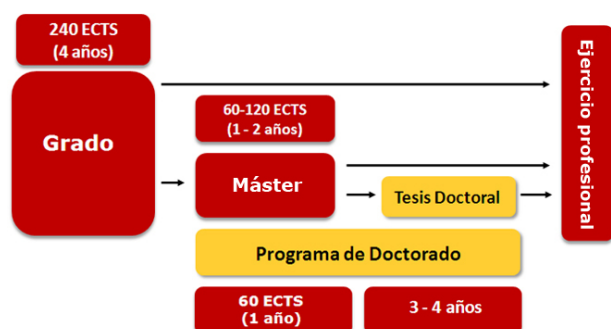 240 ECTS
(4 años)
Grado
60-120 ECTS
(1 - 2 años)
Máster
Tesis Doctoral
Ejercicio profesional
Programa de Doctorado
60 ECTS
(1 año)
3 - 4 años